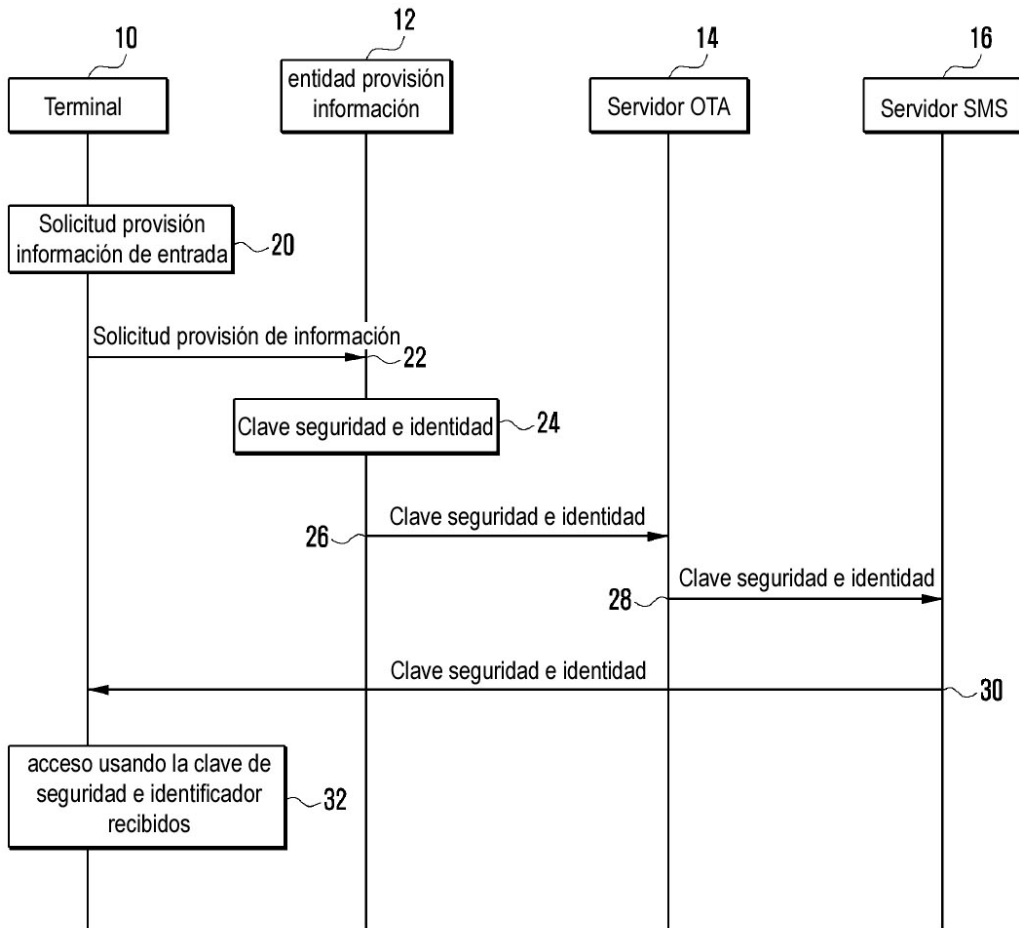 10
12
14
16
Terminal
entidad provisión
información
Servidor OTA
Servidor SMS
Solicitud provisión
información de entrada
20
Solicitud provisión de información
22
Clave seguridad e identidad
24
Clave seguridad e identidad
26
Clave seguridad e identidad
28
Clave seguridad e identidad
30
acceso usando la clave de
seguridad e identificador
recibidos
32